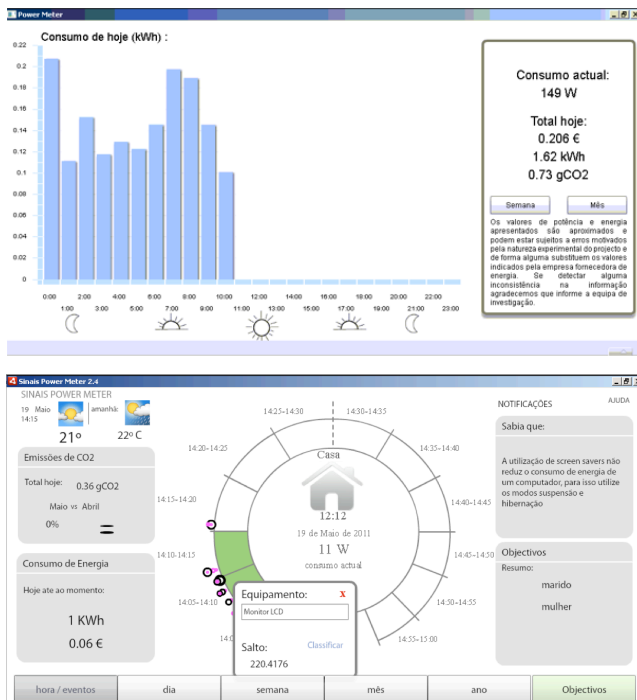 Power Meter
Consumo de hoje (kWh) :
0.22
0.2
0.18
0.16
0.14
0.12
0.1
0.08
0.06
0.04
0.02
0
0:00 2:00 4:00 6:00 8:00 10:00 12:00 14:00 16:00 18:00 20:00 22:00
1:00 3:00 5:00 7:00 9:00 11:00 13:00 15:00 17:00 19:00 21:00 23:00
Consumo actual:
149 W
Total hoje:
0.206 €
1.62 kWh
0.73 gCO2
Semana Mês
Os valores de potência e energia
apresentados são aproximados e
podem estar sujeitos a erros motivados
pela natureza experimental do projecto e
de forma alguma substituem os valores
indicados pela empresa fornecedora de
energia. Se detectar alguma
inconsistência na informação
agradecemos que informe a equipa de
investigação.
Sinais Power Meter 2.4
SINAIS POWER METER
19 Maio
14:15
amanhã:
21º 22º C
Emissões de CO2
Total hoje: 0.36 gCO2
Maio vs Abril
0% =
Consumo de Energia
Hoje ate ao momento:
1 KWh
0.06 €
14:25-14:30
14:30-14:35
14:20-14:25
14:35-14:40
14:15-14:20
14:40-14:45
14:10-14:15
14:45-14:50
14:05-14:10
14:50-14:55
14:55-15:00
Casa
12:12
19 de Maio de 2011
11 W
consumo actual
Equipamento: x
Monitor LCD
Salto: Classificar
220.4176
NOTIFICAÇÕES AJUDA
Sabia que:
A utilização de screen savers não
reduz o consumo de energia de
um computador, para isso utilize
os modos suspensão e
hibernação
Objectivos
Resumo:
marido
mulher
hora / eventos dia semana mês ano Objectivos